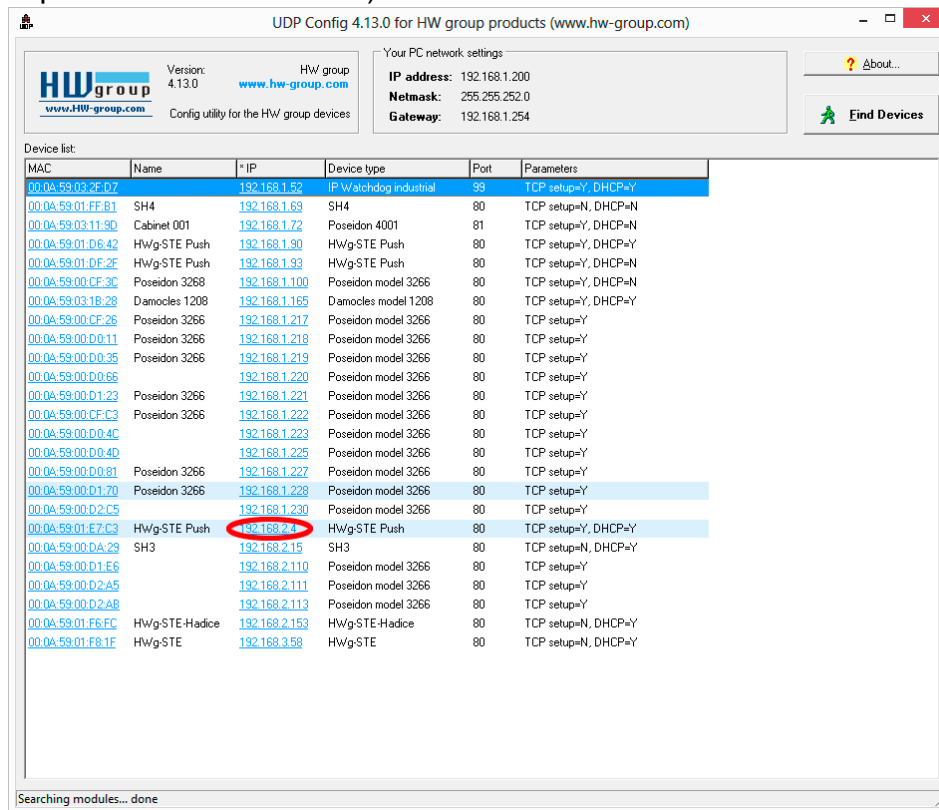 UDP Config 4.13.0 for HW group products (www.hw-group.com)
UDP
HW group
www.HW-group.com
Version: HW group
4.13.0 www.hw-group.com
Config utility for the HW group devices
Your PC network settings
IP address: 192.168.1.200
Netmask: 255.255.252.0
Gateway: 192.168.1.254
? About...
Find Devices
Device list:
MAC Name * IP Device type Port Parameters
00:0A:59:03:2F:D7 192.168.1.52 IP Watchdog industrial 99 TCP setup=Y, DHCP=Y
00:0A:59:01:FF:B1 SH4 192.168.1.69 SH4 80 TCP setup=N, DHCP=N
00:0A:59:03:11:9D Cabinet 001 192.168.1.72 Poseidon 4001 81 TCP setup=Y, DHCP=N
00:0A:59:01:D6:42 HWg-STE Push 192.168.1.90 HWg-STE Push 80 TCP setup=Y, DHCP=Y
00:0A:59:01:DF:2F HWg-STE Push 192.168.1.93 HWg-STE Push 80 TCP setup=Y, DHCP=N
00:0A:59:00:CF:3C Poseidon 3268 192.168.1.100 Poseidon model 3266 80 TCP setup=Y, DHCP=N
00:0A:59:03:1B:28 Damocles 1208 192.168.1.165 Damocles model 1208 80 TCP setup=Y, DHCP=Y
00:0A:59:00:CF:26 Poseidon 3266 192.168.1.217 Poseidon model 3266 80 TCP setup=Y
00:0A:59:00:D0:11 Poseidon 3266 192.168.1.218 Poseidon model 3266 80 TCP setup=Y
00:0A:59:00:D0:35 Poseidon 3266 192.168.1.219 Poseidon model 3266 80 TCP setup=Y
00:0A:59:00:D0:66 192.168.1.220 Poseidon model 3266 80 TCP setup=Y
00:0A:59:00:D1:23 Poseidon 3266 192.168.1.221 Poseidon model 3266 80 TCP setup=Y
00:0A:59:00:CF:C3 Poseidon 3266 192.168.1.222 Poseidon model 3266 80 TCP setup=Y
00:0A:59:00:D0:4C 192.168.1.223 Poseidon model 3266 80 TCP setup=Y
00:0A:59:00:D0:4D 192.168.1.225 Poseidon model 3266 80 TCP setup=Y
00:0A:59:00:D0:81 Poseidon 3266 192.168.1.227 Poseidon model 3266 80 TCP setup=Y
00:0A:59:00:D1:70 Poseidon 3266 192.168.1.228 Poseidon model 3266 80 TCP setup=Y
00:0A:59:00:D2:C5 192.168.1.230 Poseidon model 3266 80 TCP setup=Y
00:0A:59:01:E7:C3 HWg-STE Push 192.168.2.4 HWg-STE Push 80 TCP setup=Y, DHCP=Y
00:0A:59:00:DA:29 SH3 192.168.2.15 SH3 80 TCP setup=N, DHCP=Y
00:0A:59:00:D1:E6 192.168.2.110 Poseidon model 3266 80 TCP setup=Y
00:0A:59:00:D2:A5 192.168.2.111 Poseidon model 3266 80 TCP setup=Y
00:0A:59:00:D2:AB 192.168.2.113 Poseidon model 3266 80 TCP setup=Y
00:0A:59:01:F6:FC HWg-STE-Hadice 192.168.2.153 HWg-STE-Hadice 80 TCP setup=N, DHCP=Y
00:0A:59:01:F8:1F HWg-STE 192.168.3.58 HWg-STE 80 TCP setup=N, DHCP=Y
Searching modules... done